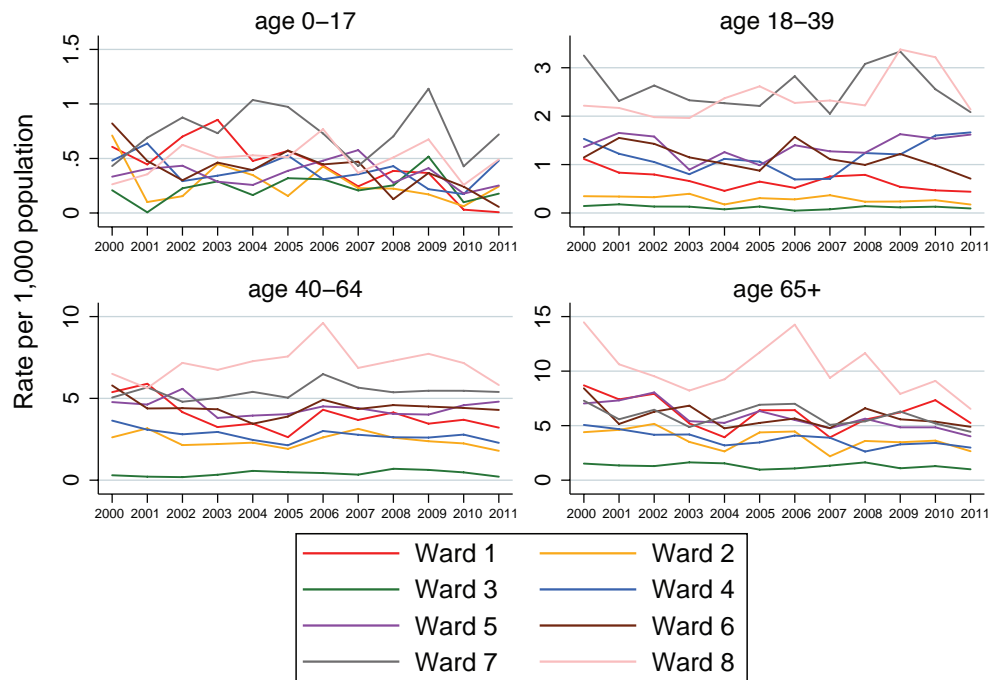 age 0−17
age 18−39
Rate per 1,000 population
0 .5 1 1.5
2000 2001 2002 2003 2004 2005 2006 2007 2008 2009 2010 2011
0 1 2 3
2000 2001 2002 2003 2004 2005 2006 2007 2008 2009 2010 2011
age 40−64
age 65+
0 5 10
2000 2001 2002 2003 2004 2005 2006 2007 2008 2009 2010 2011
0 5 10 15
2000 2001 2002 2003 2004 2005 2006 2007 2008 2009 2010 2011
Ward 1 Ward 2
Ward 3 Ward 4
Ward 5 Ward 6
Ward 7 Ward 8